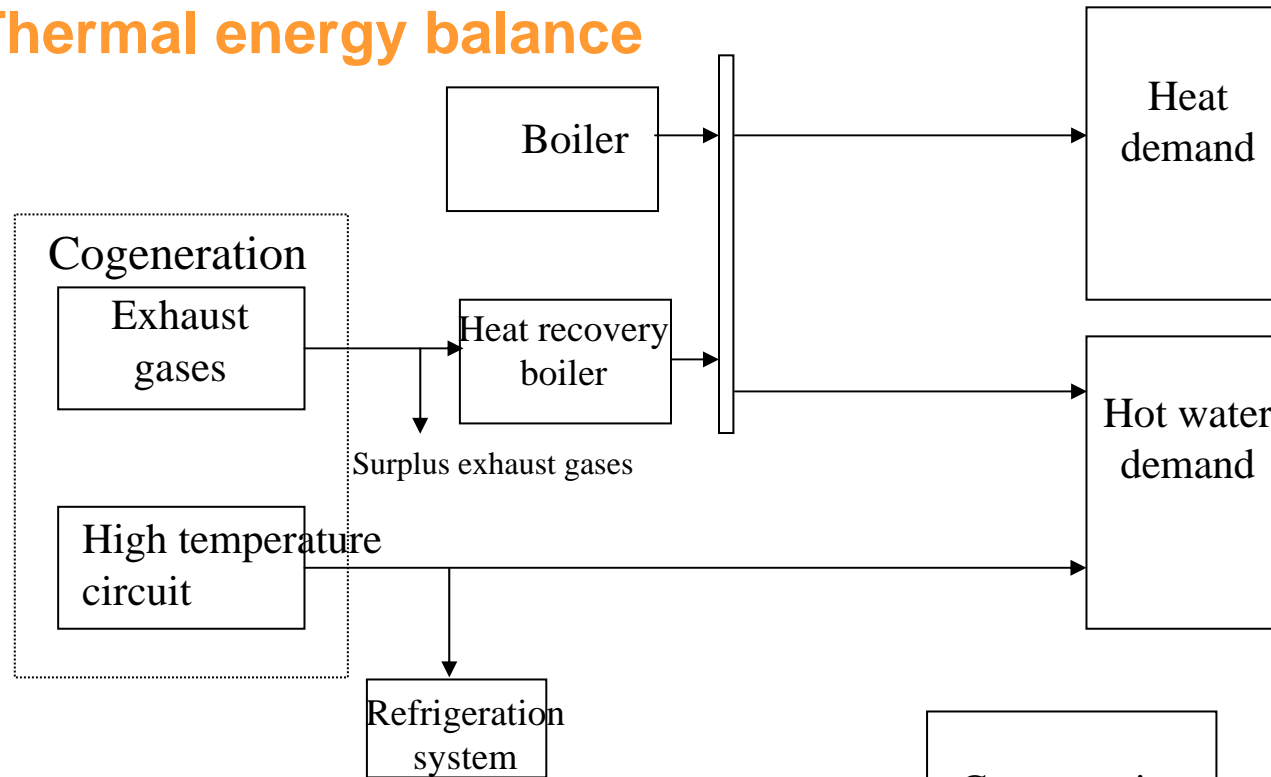 Thermal energy balance
Boiler
Heat
demand
Cogeneration
Exhaust
gases
Heat recovery
boiler
Surplus exhaust gases
Hot water
demand
High temperature
circuit
Refrigeration
system